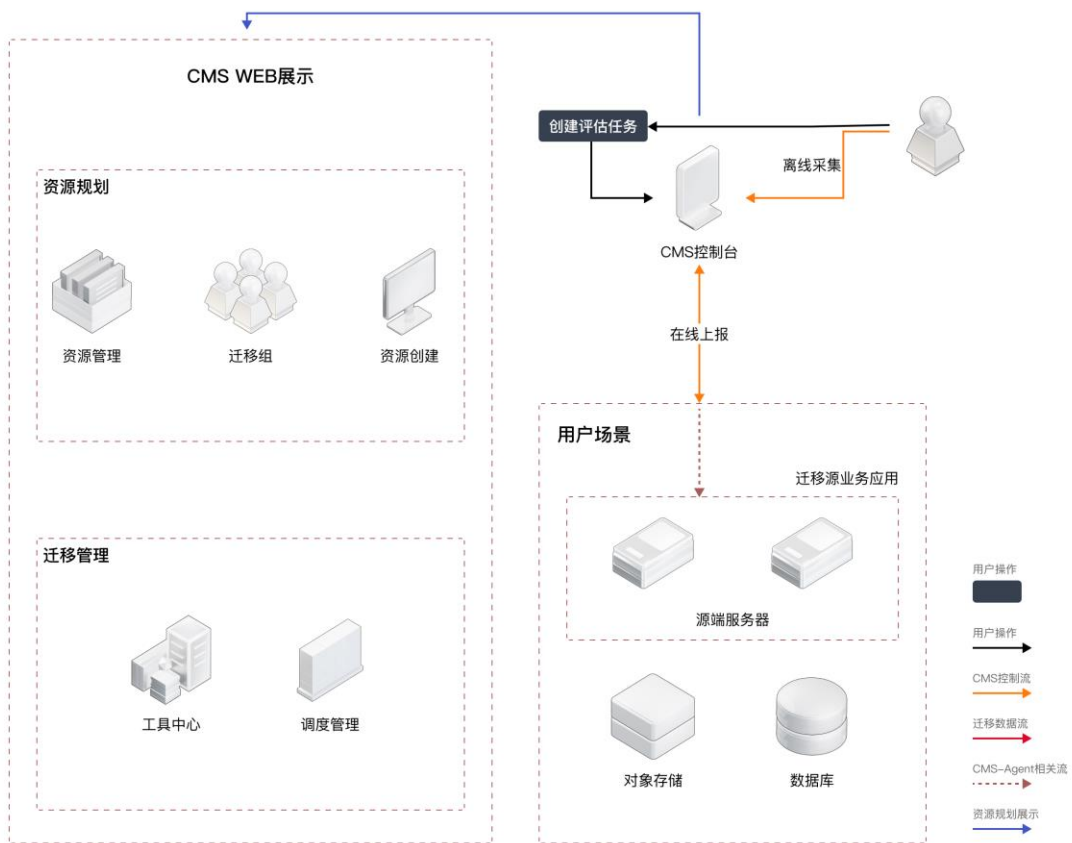 CMS WEB展示
创建评估任务
离线采集
资源规划
CMS控制台
资源管理
迁移组
资源创建
在线上报
用户场景
迁移源业务应用
迁移管理
用户操作
源端服务器
用户操作
CMS控制流
工具中心
调度管理
迁移数据流
CMS-Agent相关流
对象存储
数据库
资源规划展示